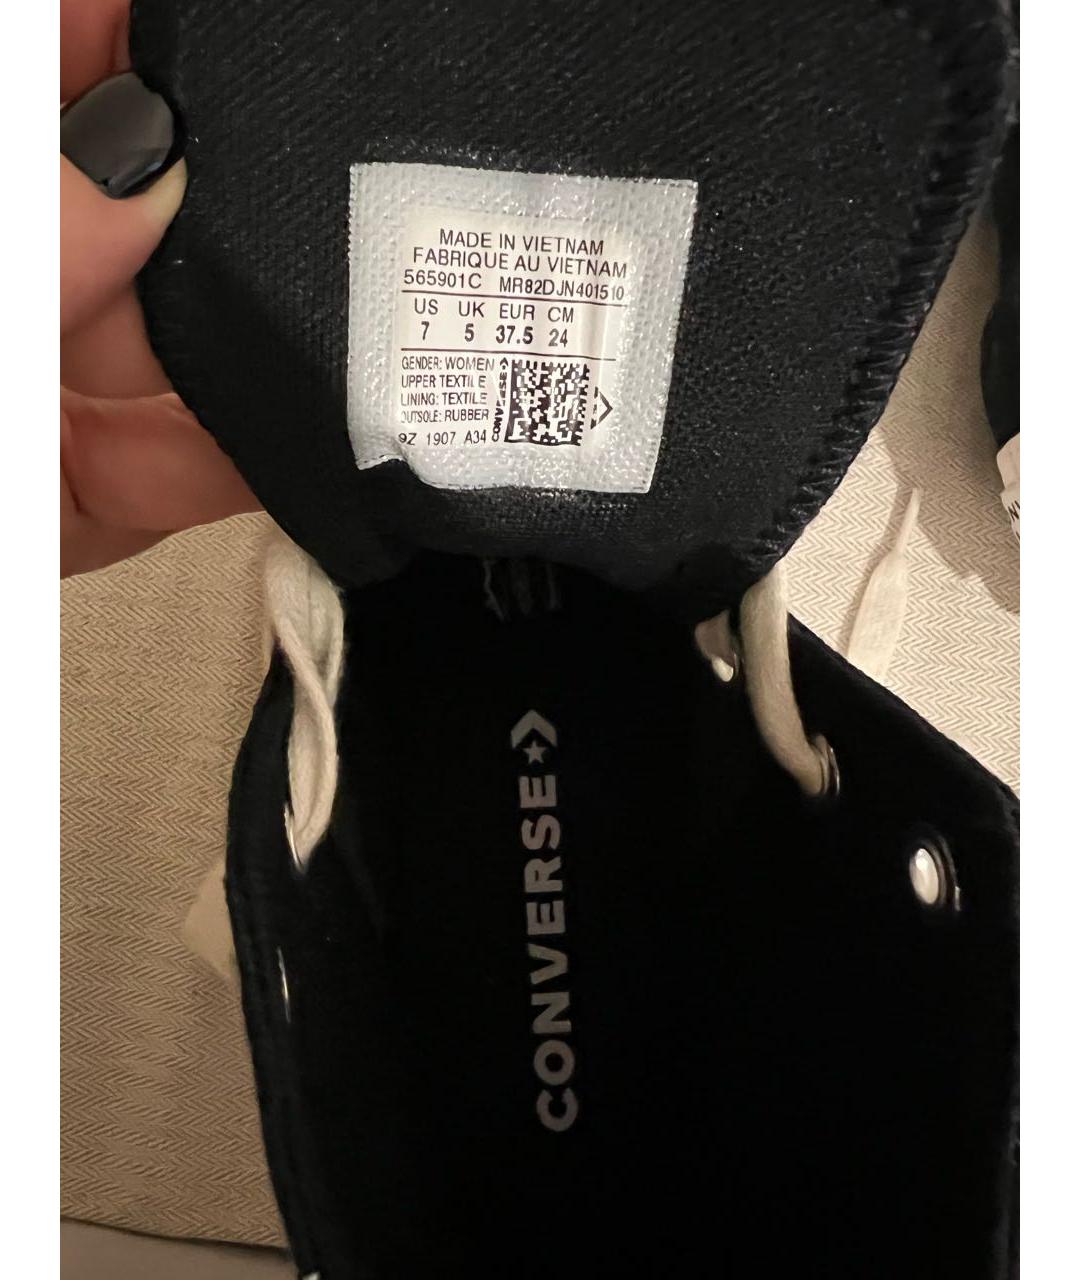 MADE IN VIETNAM
FABRIQUE AU VIETNAM
565901C MR82DJN401510
US UK EUR CM
7 5 37.5 24
GENDER: WOMEN
UPPER TEXTILE
LINING: TEXTILE
OUTSOLE: RUBBER
9Z 1907 A34
CONVERSE
CONVERSE